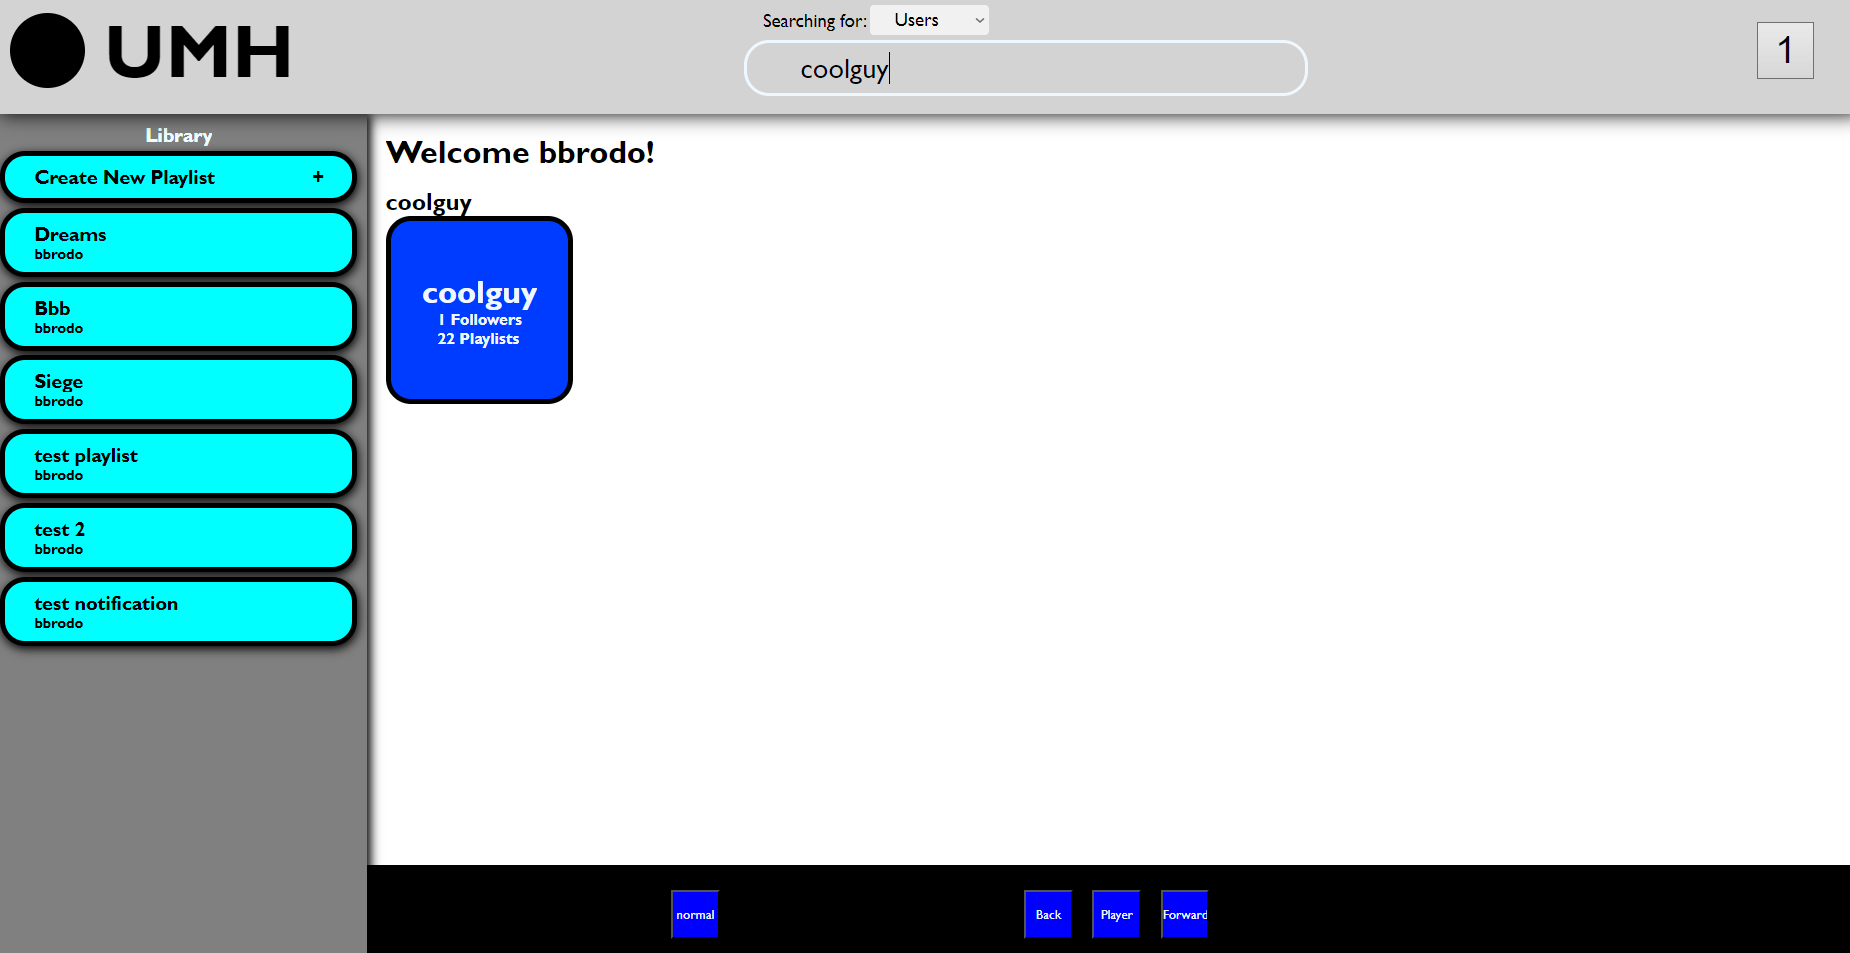 UMH
Searching for: Users
coolguy
1
Library
Create New Playlist +
Dreams
bbrodo
Bbb
bbrodo
Siege
bbrodo
test playlist
bbrodo
test 2
bbrodo
test notification
bbrodo
Welcome bbrodo!
coolguy
coolguy
1 Followers
22 Playlists
normal
Back
Player
Forward